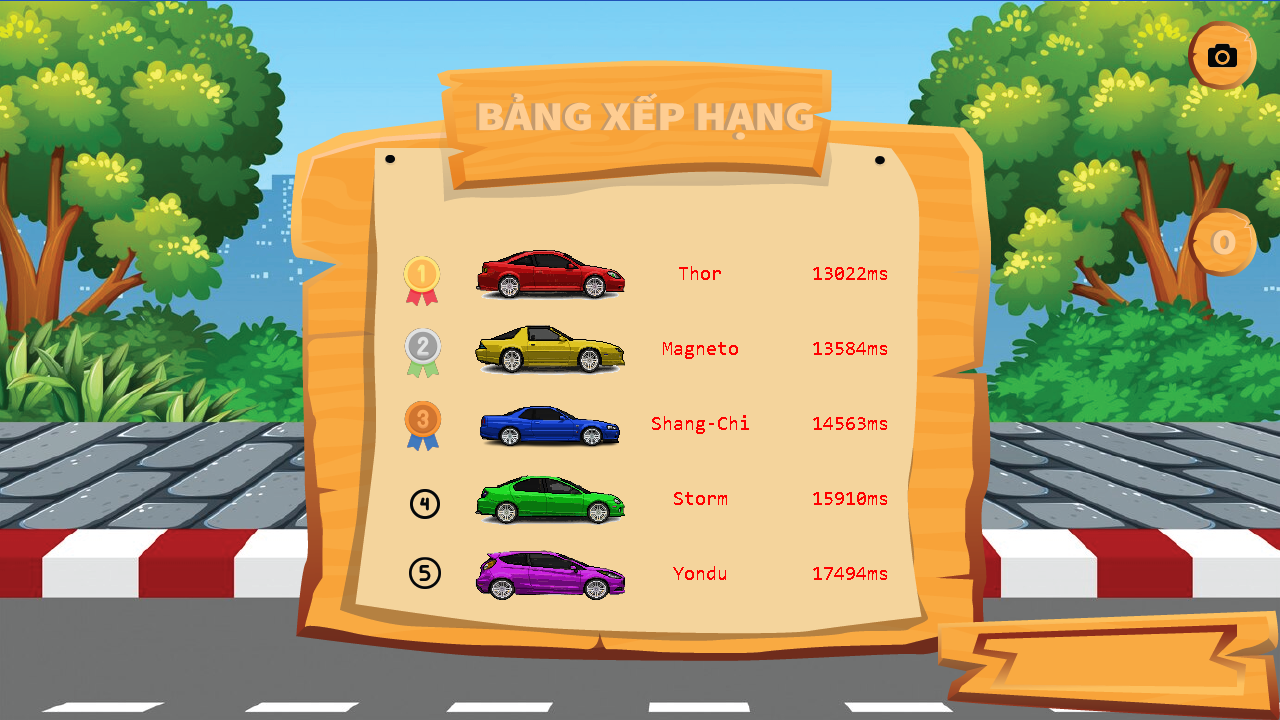 BẢNG XẾP HẠNG
1 Thor 13022ms
2 Magneto 13584ms
3 Shang-Chi 14563ms
4 Storm 15910ms
5 Yondu 17494ms
O